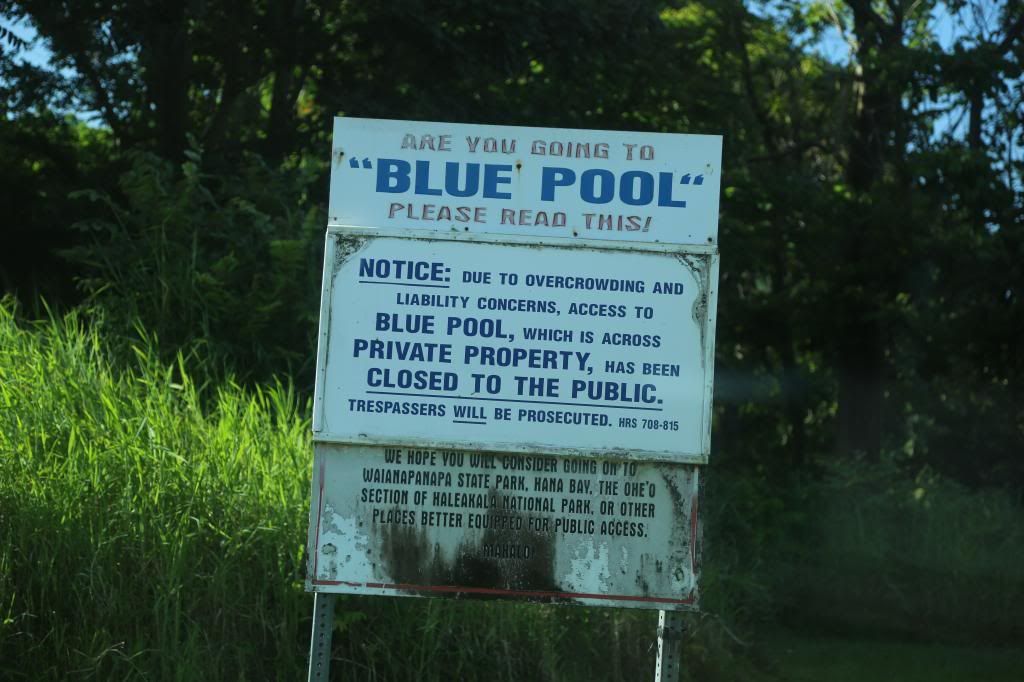 ARE YOU GOING TO
“BLUE POOL“
PLEASE READ THIS!
NOTICE: DUE TO OVERCROWDING AND
LIABILITY CONCERNS, ACCESS TO
BLUE POOL, WHICH IS ACROSS
PRIVATE PROPERTY, HAS BEEN
CLOSED TO THE PUBLIC.
TRESPASSERS WILL BE PROSECUTED. HRS 708-815
WE HOPE YOU WILL CONSIDER GOING ON TO
WAIANAPANAPA STATE PARK, HANA BAY, THE OHE'O
SECTION OF HALEAKALA NATIONAL PARK, OR OTHER
PLACES BETTER EQUIPPED FOR PUBLIC ACCESS.
MAHALO!